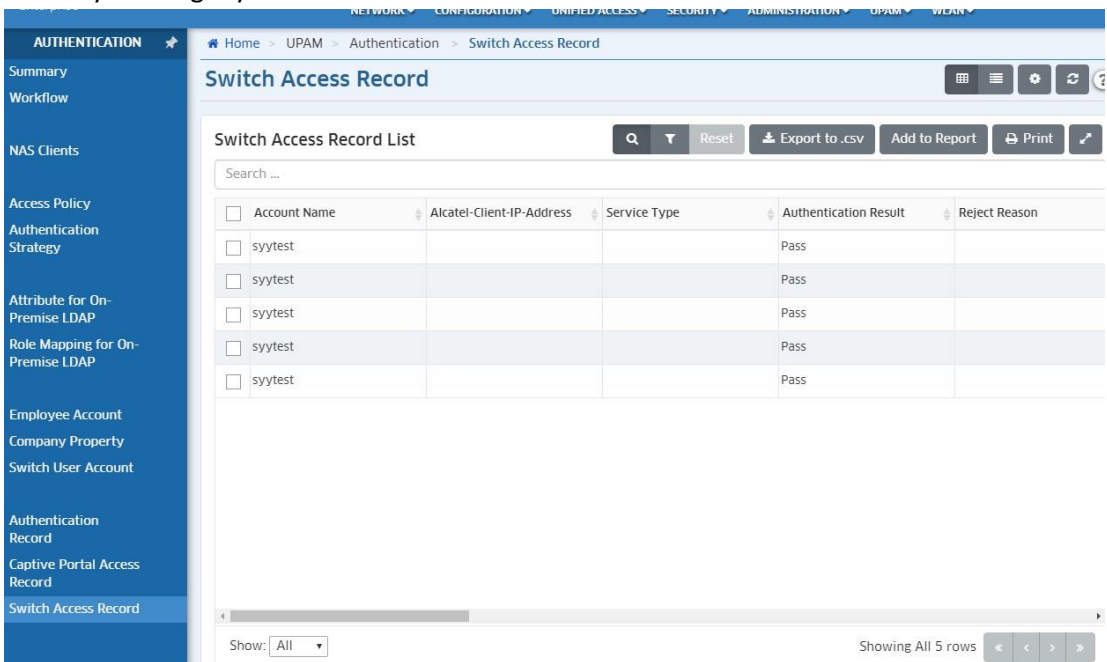 NETWORK CONFIGURATION UNIFIED ACCESS SECURITY ADMINISTRATION UPAM WLAN
AUTHENTICATION
Home > UPAM > Authentication > Switch Access Record
Summary
Workflow
NAS Clients
Access Policy
Authentication
Strategy
Attribute for On-
Premise LDAP
Role Mapping for On-
Premise LDAP
Employee Account
Company Property
Switch User Account
Authentication
Record
Captive Portal Access
Record
Switch Access Record
Switch Access Record
Switch Access Record List
Reset Export to .csv Add to Report Print
Search ...
Account Name Alcatel-Client-IP-Address Service Type Authentication Result Reject Reason
syytest Pass
syytest Pass
syytest Pass
syytest Pass
syytest Pass
Show: All Showing All 5 rows « < > »